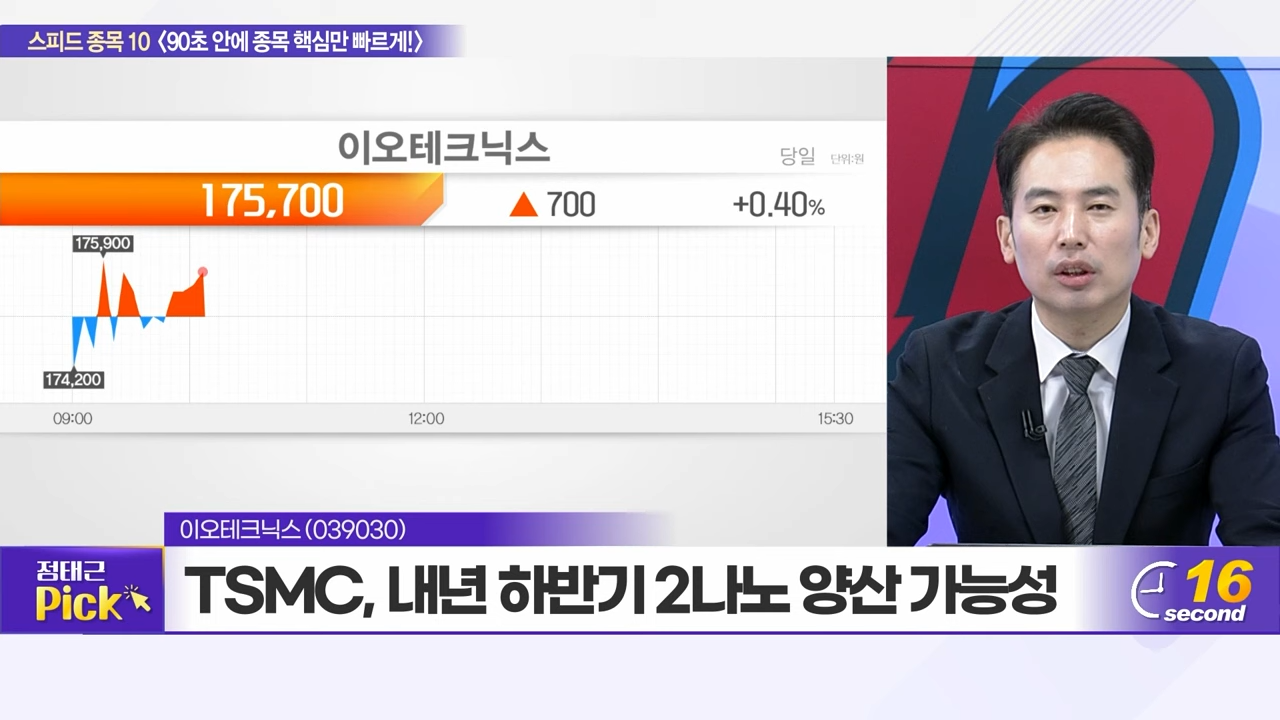 스피드 종목 10 <90초 안에 종목 핵심만 빠르게!>
이오테크닉스
당일 단위:원
175,700 ▲ 700 +0.40%
175,900
174,200
09:00 12:00 15:30
이오테크닉스 (039030)
정태근
Pick
TSMC, 내년 하반기 2나노 양산 가능성
16
second